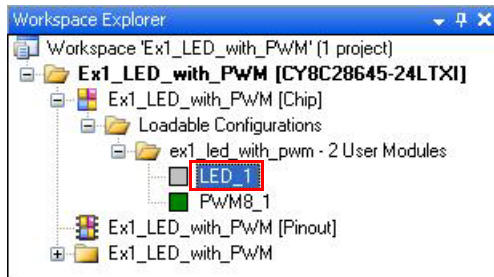 Workspace Explorer
Workspace 'Ex1_LED_with_PWM' (1 project)
Ex1_LED_with_PWM [CY8C28645-24LTXI]
Ex1_LED_with_PWM [Chip]
Loadable Configurations
ex1_led_with_pwm - 2 User Modules
LED_1
PWM8_1
Ex1_LED_with_PWM [Pinout]
Ex1_LED_with_PWM